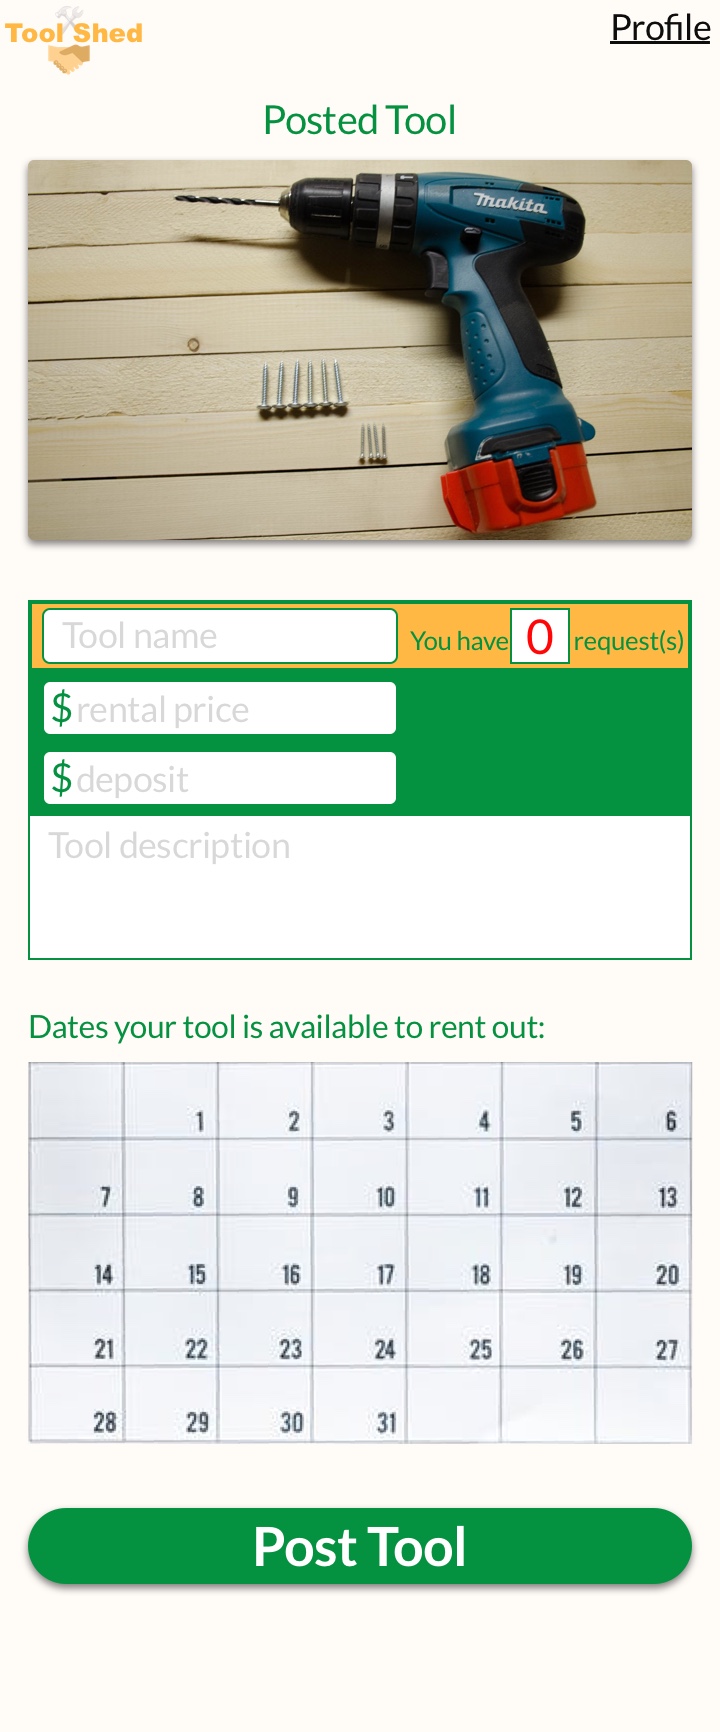 Tool Shed
Profile
Posted Tool
makita
Tool name
You have 0 request(s)
$ rental price
$ deposit
Tool description
Dates your tool is available to rent out:
1 2 3 4 5 6
7 8 9 10 11 12 13
14 15 16 17 18 19 20
21 22 23 24 25 26 27
28 29 30 31
Post Tool